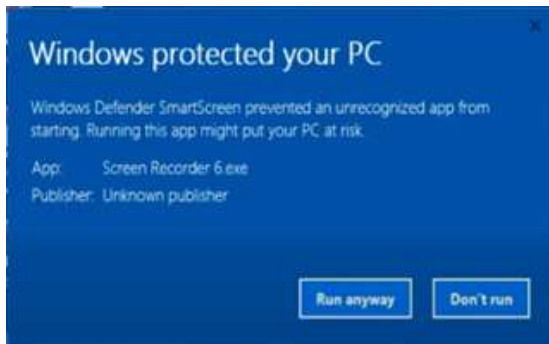 Windows protected your PC
Windows Defender SmartScreen prevented an unrecognized app from
starting. Running this app might put your PC at risk.
App: Screen Recorder 6.exe
Publisher: Unknown publisher
Run anyway Don't run